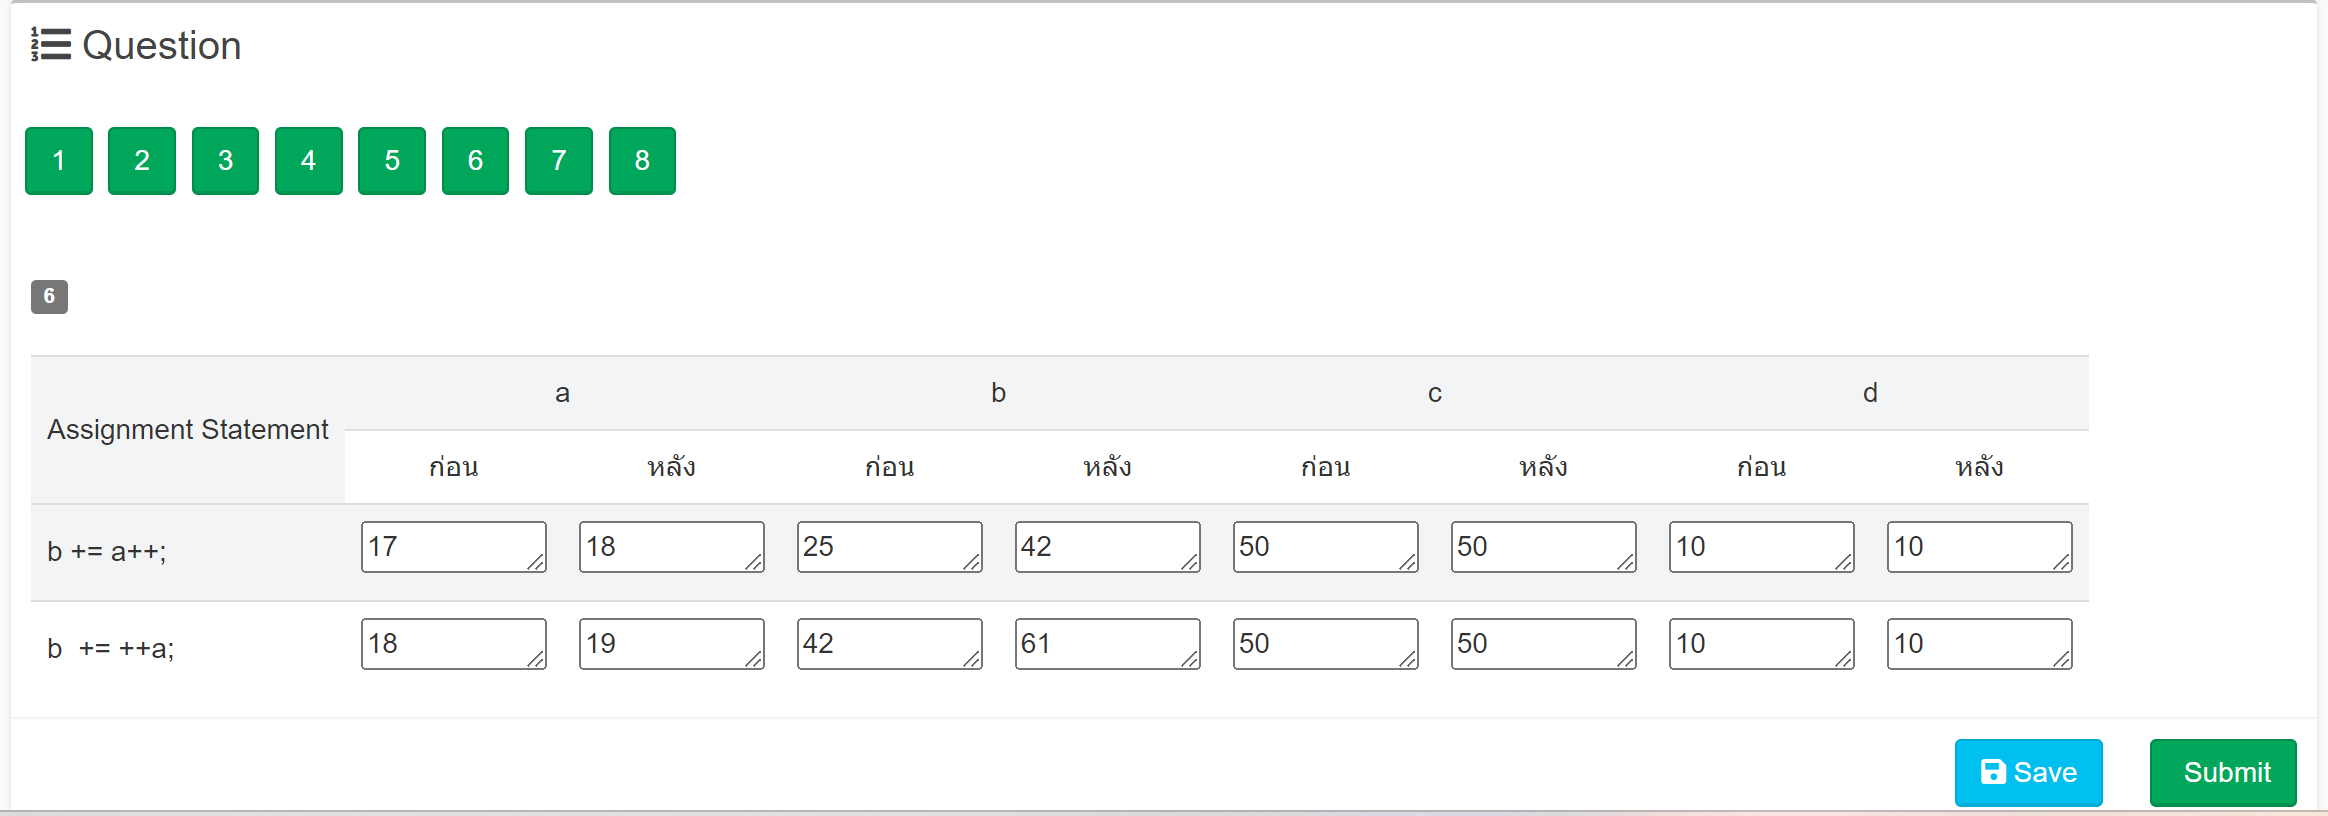 Question
1 2 3 4 5 6 7 8
6
Assignment Statement a b c d
ก่อน หลัง ก่อน หลัง ก่อน หลัง ก่อน หลัง
b += a++; 17 18 25 42 50 50 10 10
b += ++a; 18 19 42 61 50 50 10 10
Save Submit